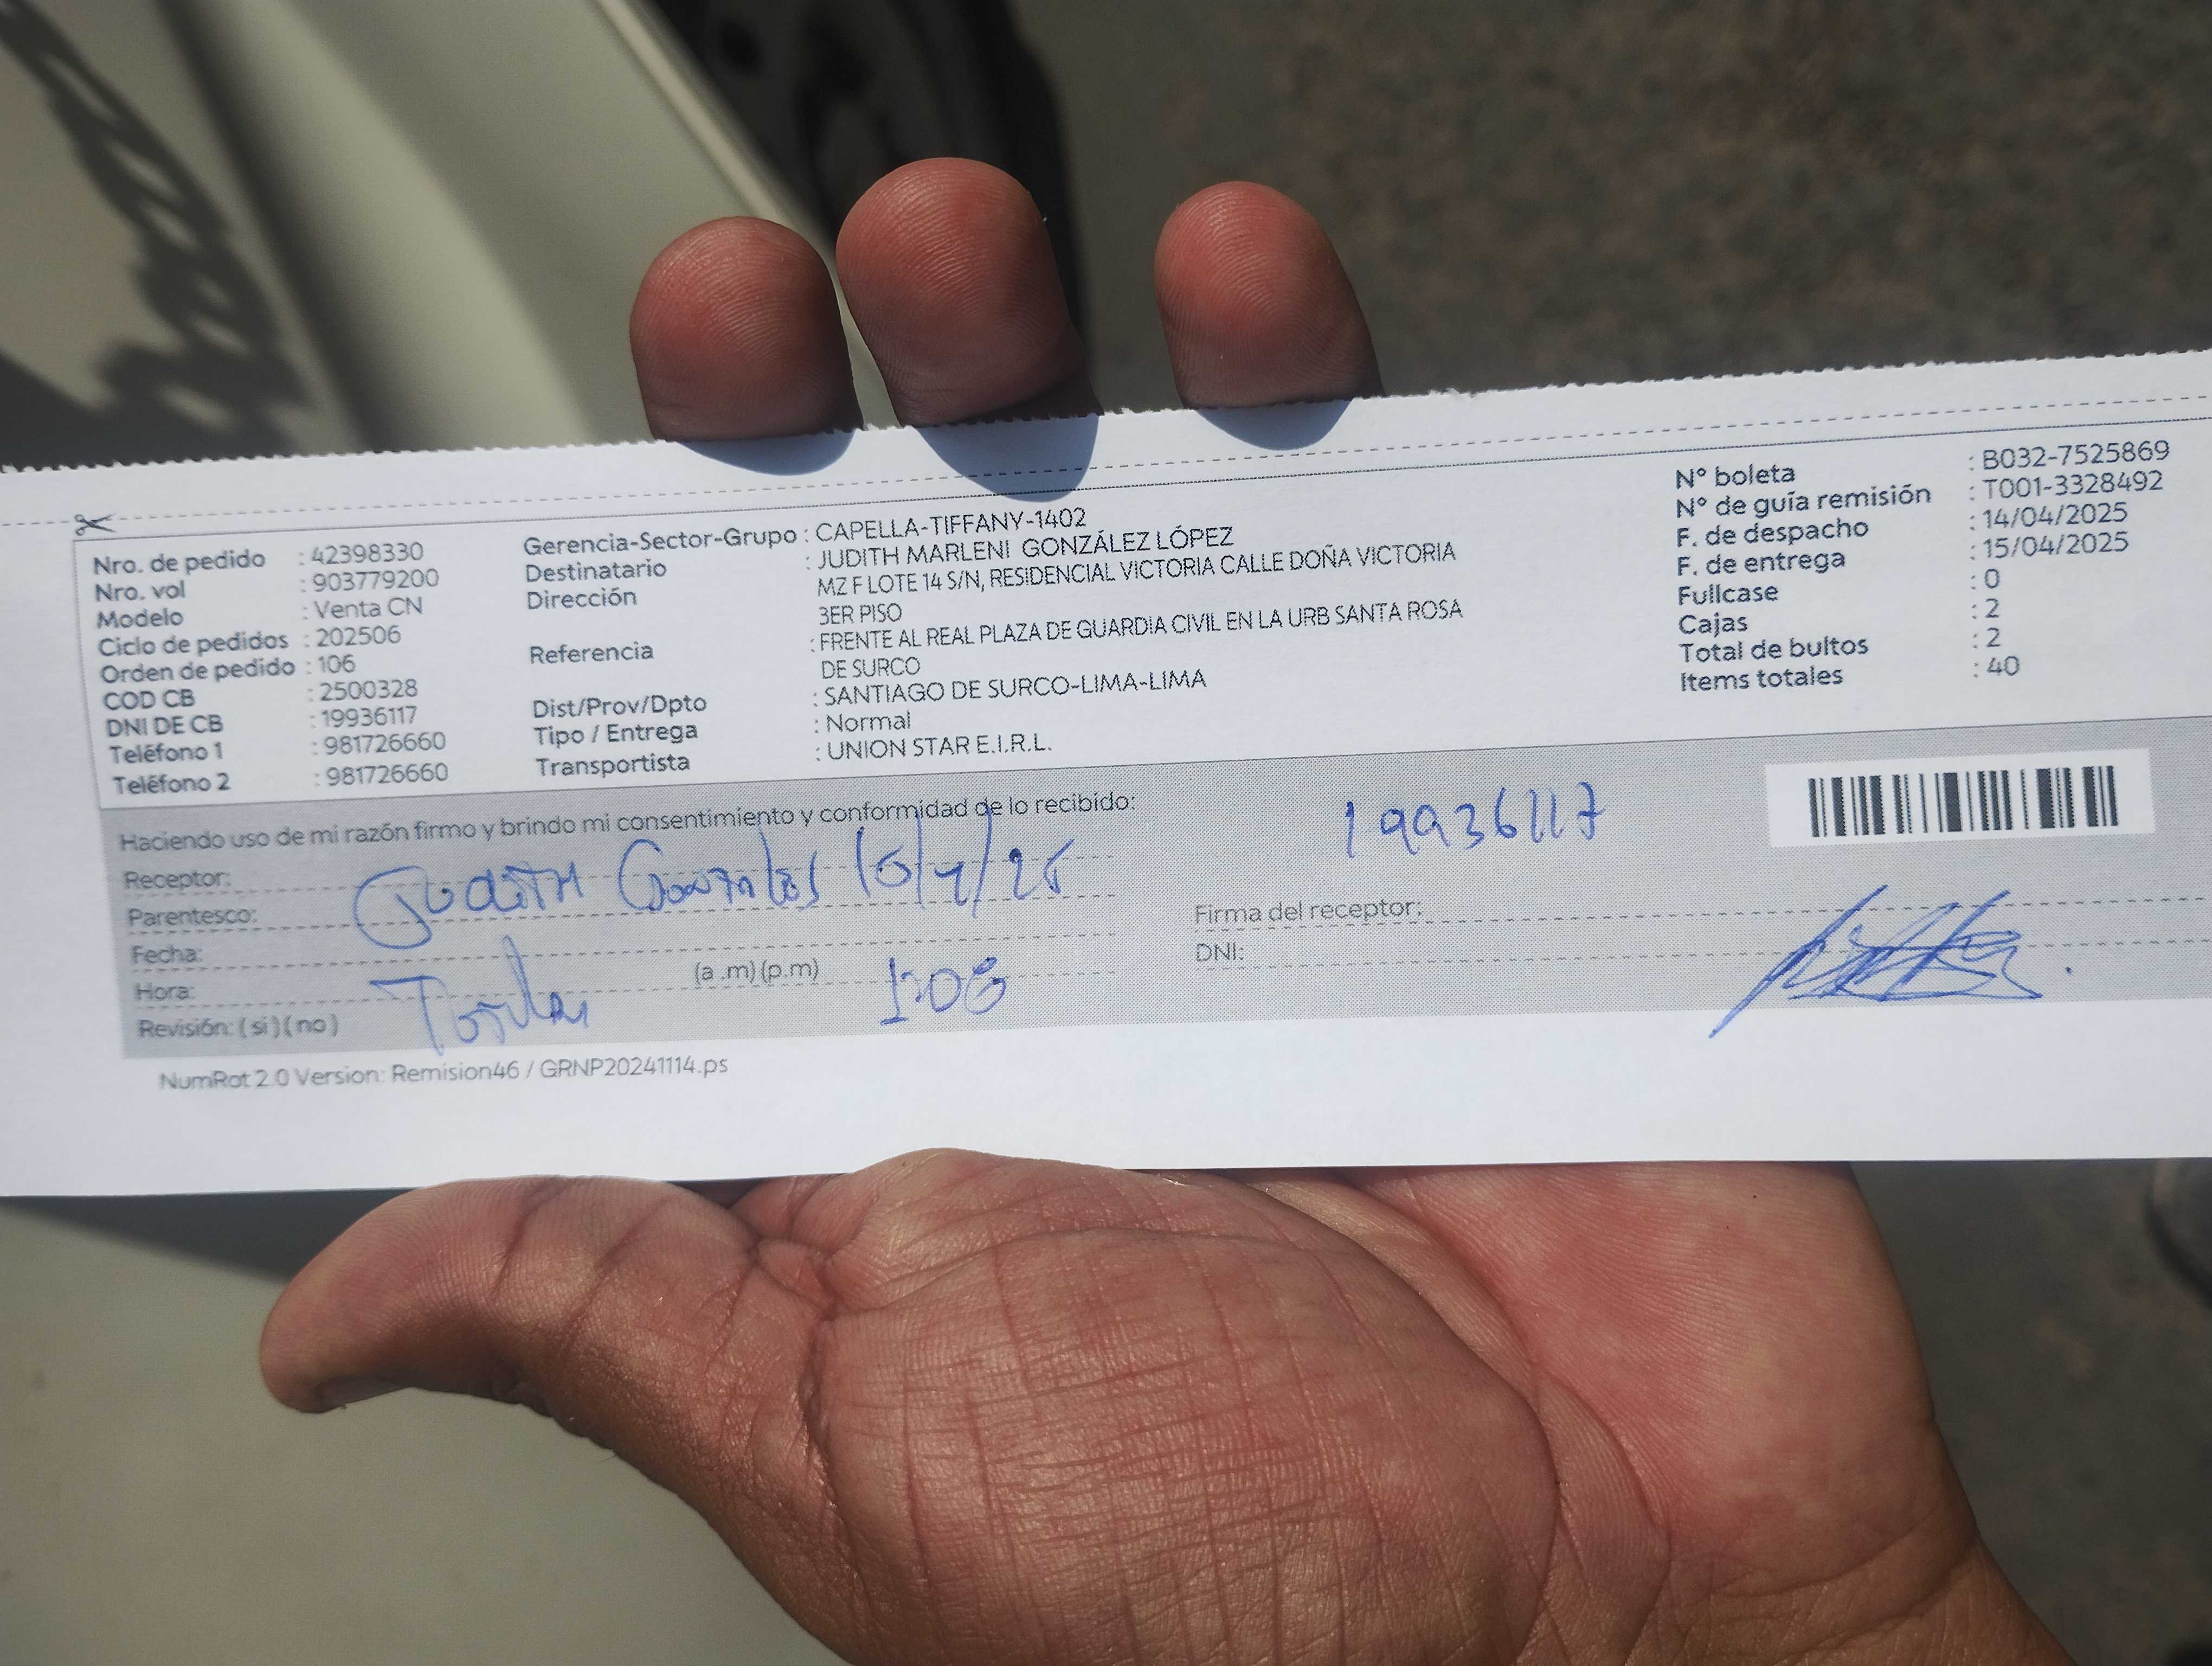 Nro. de pedido : 42398330
Nro. vol : 903779200
Modelo : Venta CN
Ciclo de pedidos : 202506
Orden de pedido : 106
COD CB : 2500328
DNI DE CB : 19936117
Teléfono 1 : 981726660
Teléfono 2 : 981726660
Gerencia-Sector-Grupo : CAPELLA-TIFFANY-1402
Destinatario : JUDITH MARLENI GONZÁLEZ LÓPEZ
Dirección MZ F LOTE 14 S/N, RESIDENCIAL VICTORIA CALLE DOÑA VICTORIA
3ER PISO
Referencia : FRENTE AL REAL PLAZA DE GUARDIA CIVIL EN LA URB SANTA ROSA
DE SURCO
Dist/Prov/Dpto : SANTIAGO DE SURCO-LIMA-LIMA
Tipo / Entrega : Normal
Transportista : UNION STAR E.I.R.L.
N° boleta : B032-7525869
N° de guía remisión : T001-3328492
F. de despacho : 14/04/2025
F. de entrega : 15/04/2025
Fullcase : 0
Cajas : 2
Total de bultos : 2
Items totales : 40
Haciendo uso de mi razón firmo y brindo mi consentimiento y conformidad de lo recibido:
19936117
Receptor:
Judith
Parentesco:
Fecha:
Hora: (a .m) (p.m)
Revisión: ( si ) ( no )
Firma del receptor:
DNI:
NumRot 2.0 Version: Remision46 / GRNP20241114.ps